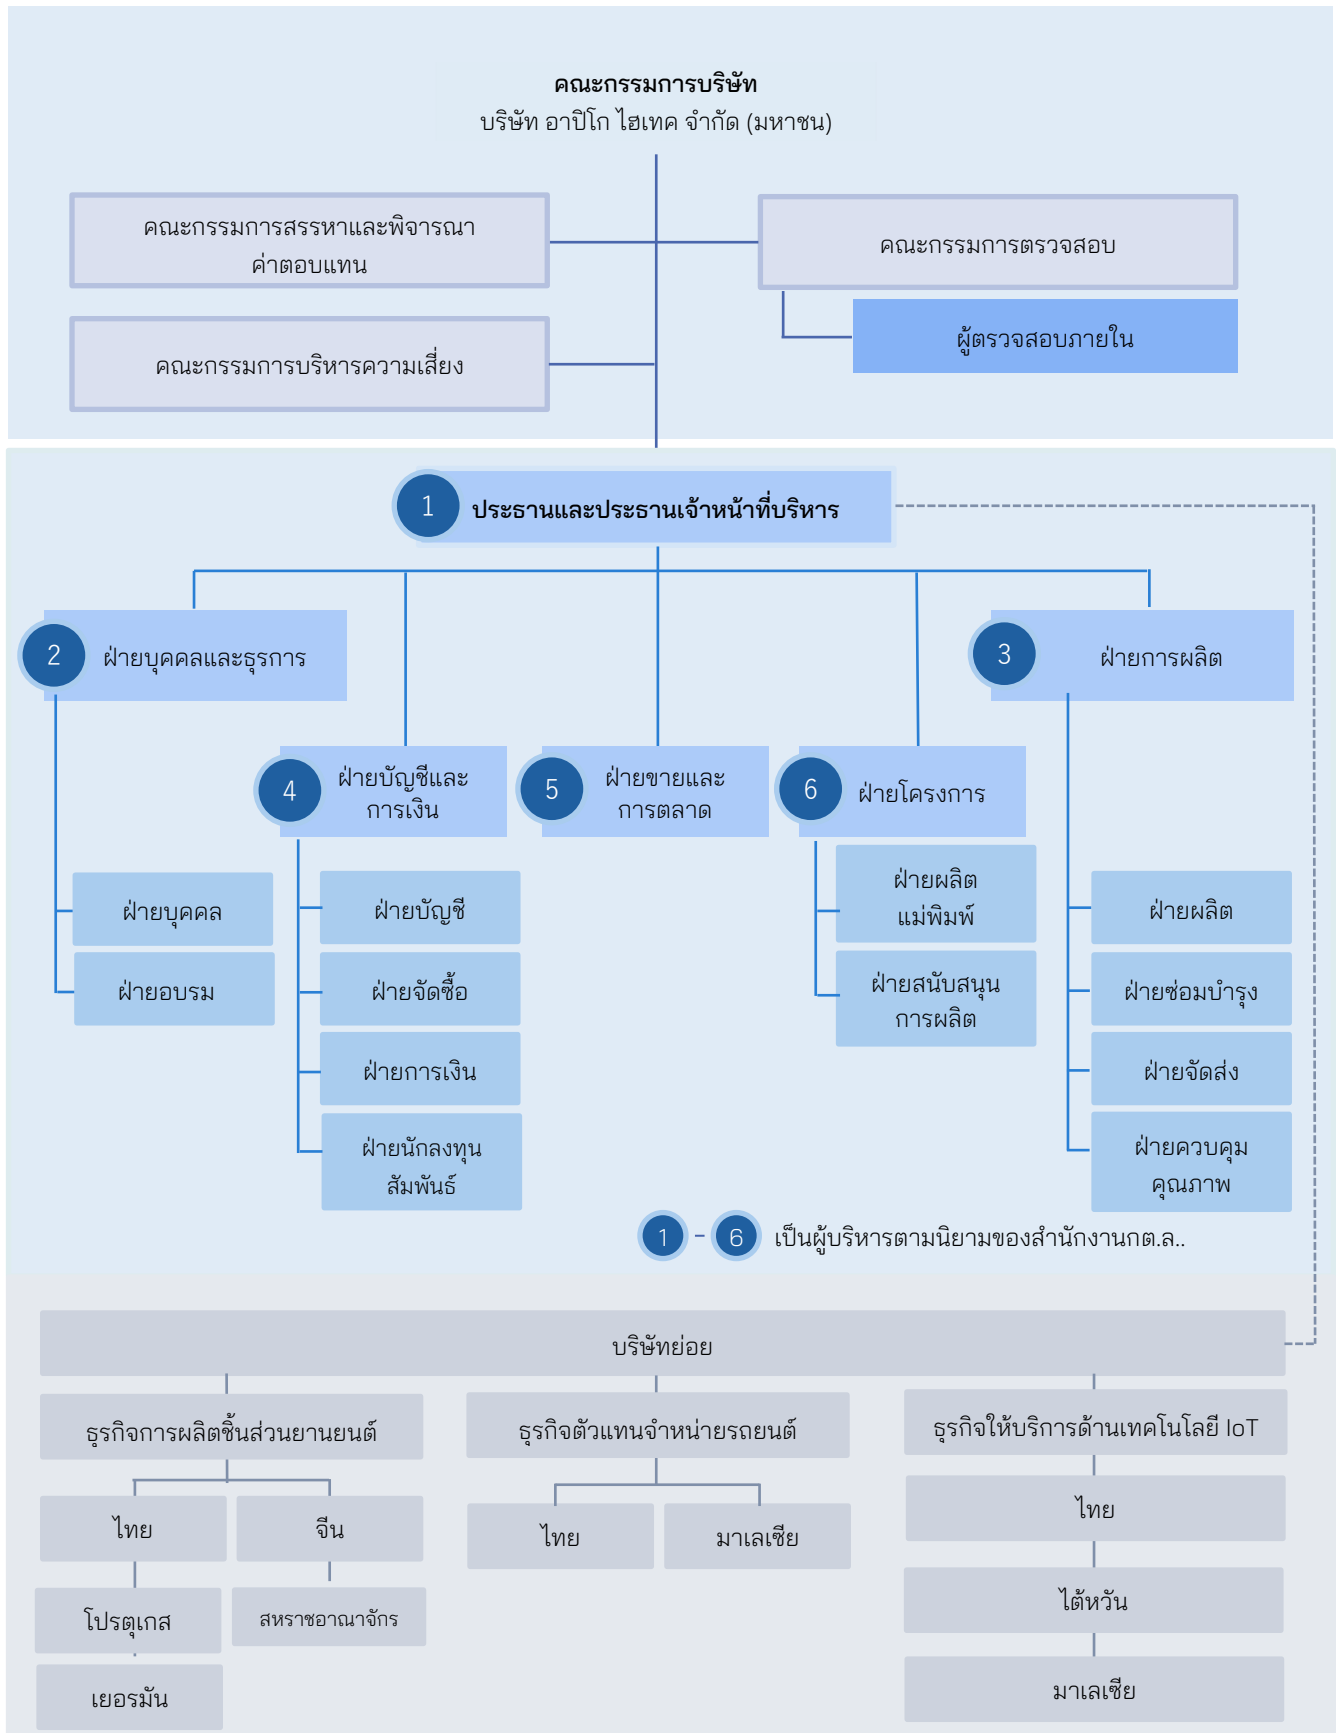 คณะกรรมการบริษัท
บริษัท อาปิโก ไฮเทค จำกัด (มหาชน)
คณะกรรมการสรรหาและพิจารณา
ค่าตอบแทน
คณะกรรมการตรวจสอบ
ผู้ตรวจสอบภายใน
คณะกรรมการบริหารความเสี่ยง
1 ประธานและประธานเจ้าหน้าที่บริหาร
2 ฝ่ายบุคคลและธุรการ
3 ฝ่ายการผลิต
4 ฝ่ายบัญชีและ
การเงิน
5 ฝ่ายขายและ
การตลาด
6 ฝ่ายโครงการ
ฝ่ายบุคคล
ฝ่ายอบรม
ฝ่ายบัญชี
ฝ่ายจัดซื้อ
ฝ่ายการเงิน
ฝ่ายนักลงทุน
สัมพันธ์
ฝ่ายผลิต
แม่พิมพ์
ฝ่ายสนับสนุน
การผลิต
ฝ่ายผลิต
ฝ่ายซ่อมบำรุง
ฝ่ายจัดส่ง
ฝ่ายควบคุม
คุณภาพ
1 - 6 เป็นผู้บริหารตามนิยามของสำนักงานกต.ล..
บริษัทย่อย
ธุรกิจการผลิตชิ้นส่วนยานยนต์
ไทย
จีน
โปรตุเกส
สหราชอาณาจักร
เยอรมัน
ธุรกิจตัวแทนจำหน่ายรถยนต์
ไทย
มาเลเซีย
ธุรกิจให้บริการด้านเทคโนโลยี IoT
ไทย
ไต้หวัน
มาเลเซีย